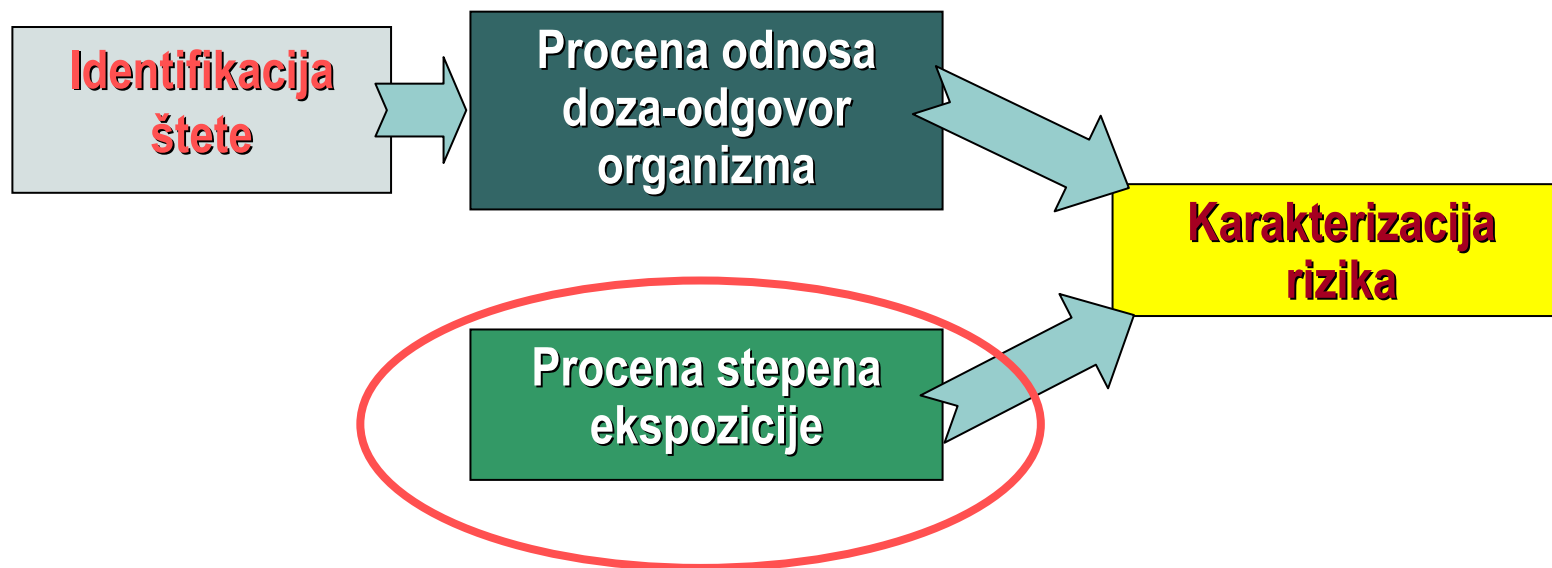 Identifikacija
štete
Procena odnosa
doza-odgovor
organizma
Procena stepena
ekspozicije
Karakterizacija
rizika